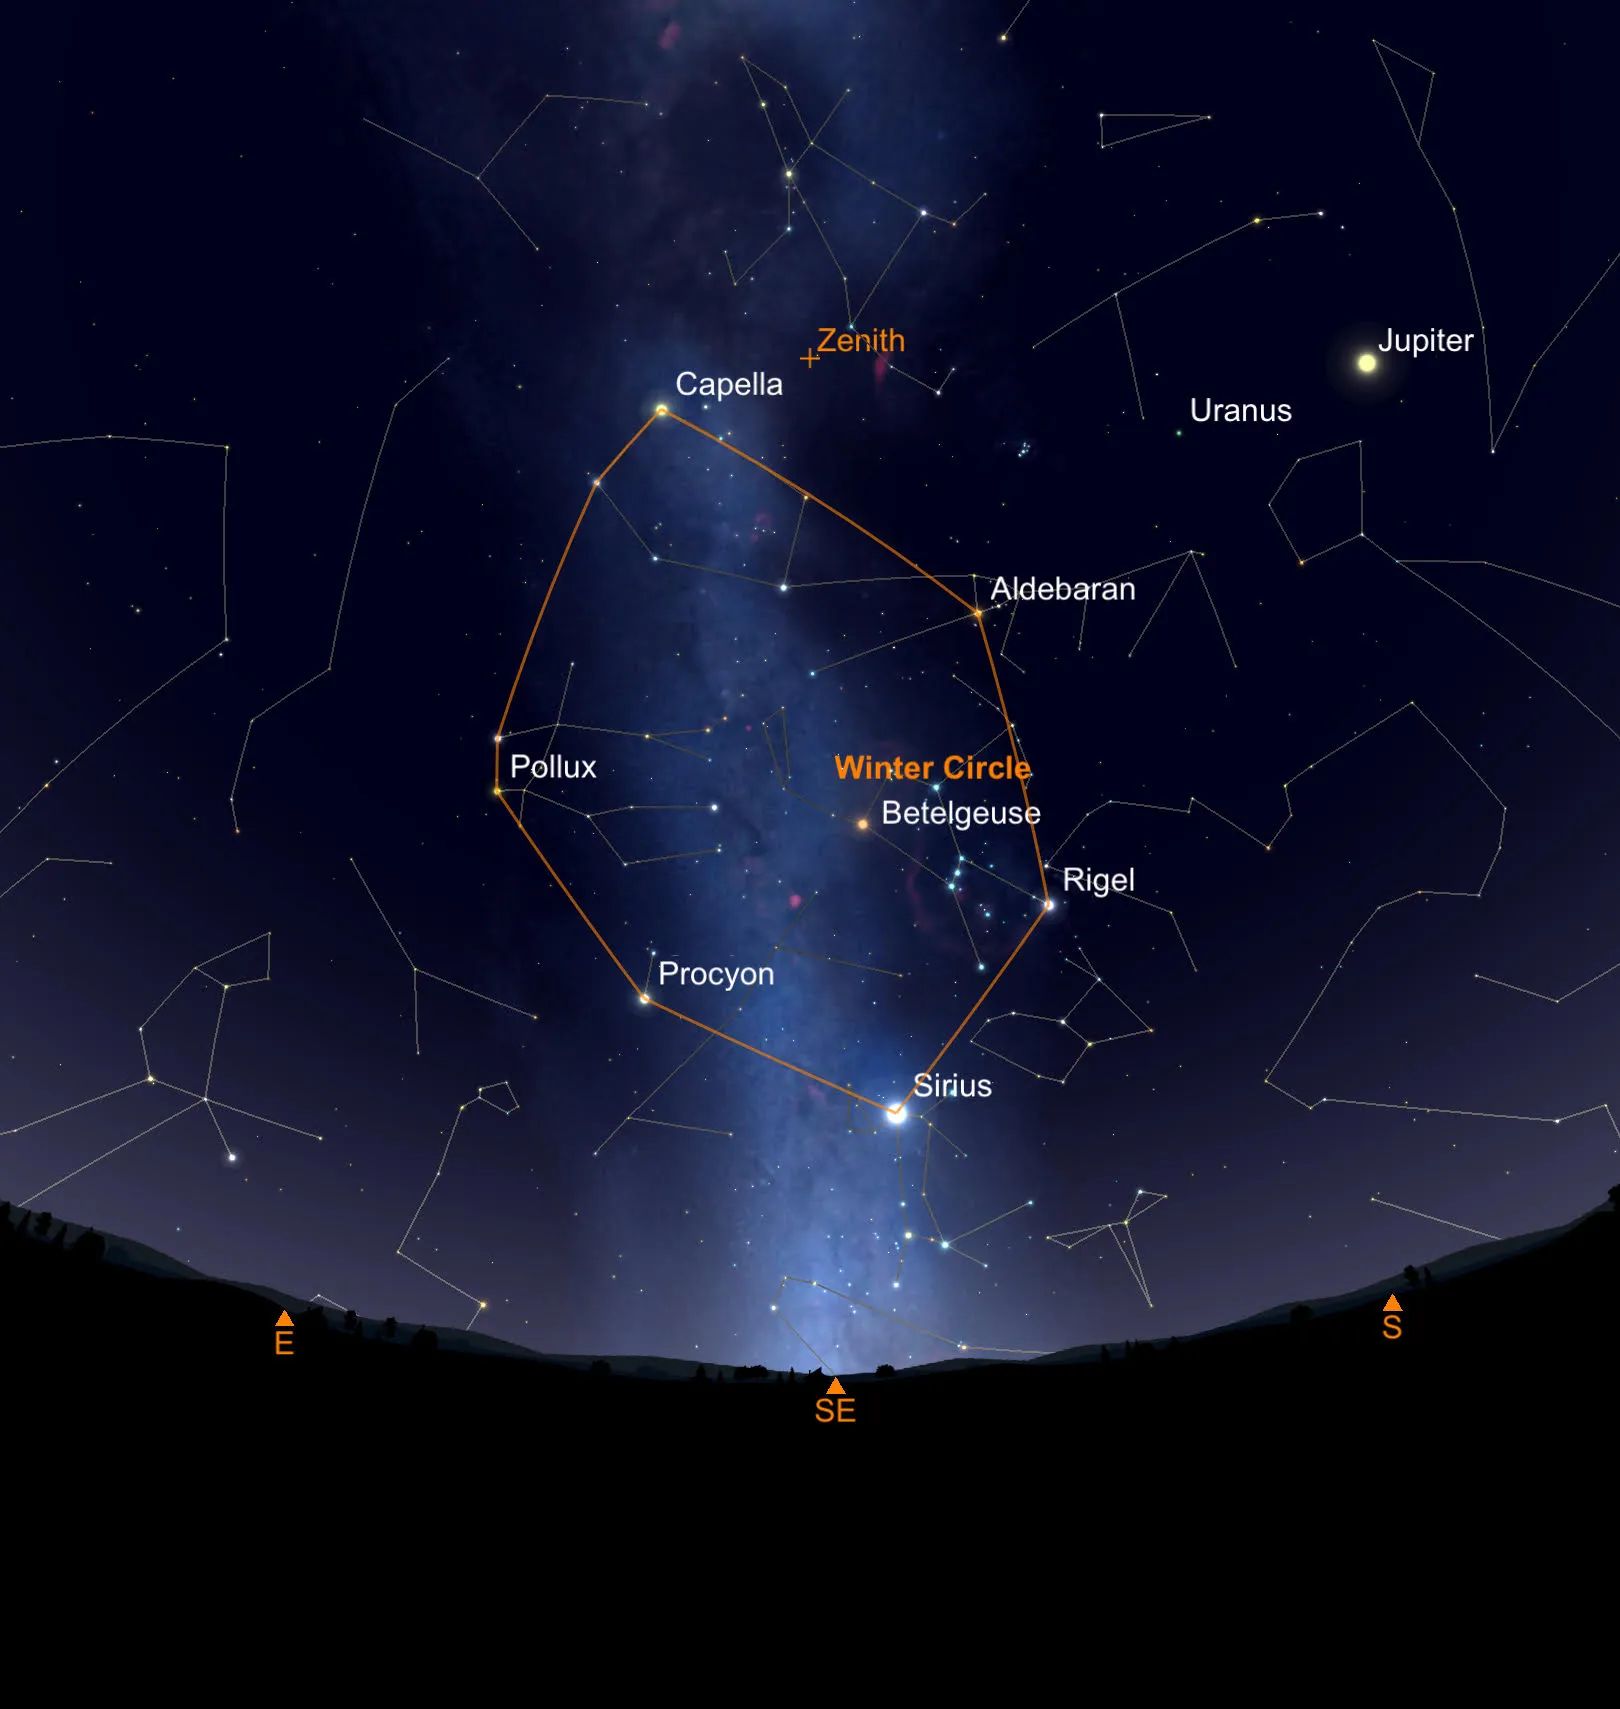 Zenith
Jupiter
Capella
Uranus
Aldebaran
Pollux
Winter Circle
Betelgeuse
Rigel
Procyon
Sirius
E
S
SE